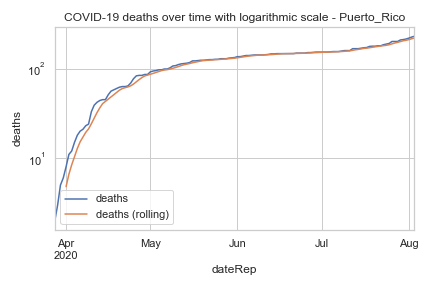 COVID-19 deaths over time with logarithmic scale - Puerto_Rico
deaths
10²
10¹
deaths
deaths (rolling)
Apr May Jun Jul Aug
2020
dateRep